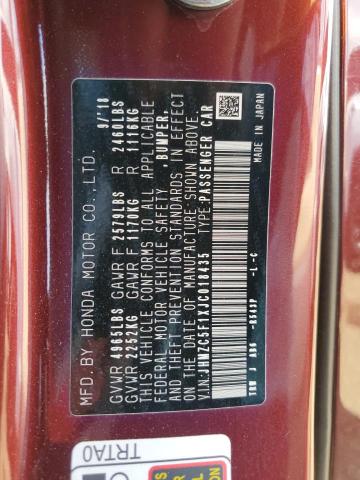 MFD. BY HONDA MOTOR CO., LTD. 9/'18
GVWR 4965LBS GAWR F 2579LBS R 2460LBS
GVWR 2252KG GAWR F 1170KG R 1116KG
THIS VEHICLE CONFORMS TO ALL APPLICABLE
FEDERAL MOTOR VEHICLE SAFETY, BUMPER,
AND THEFT PREVENTION STANDARDS IN EFFECT
ON THE DATE OF MANUFACTURE SHOWN ABOVE.
V.I.N.:JHMZC5F1XJC018435 TYPE:PASSENGER CAR
MADE IN JAPAN
TRTA0